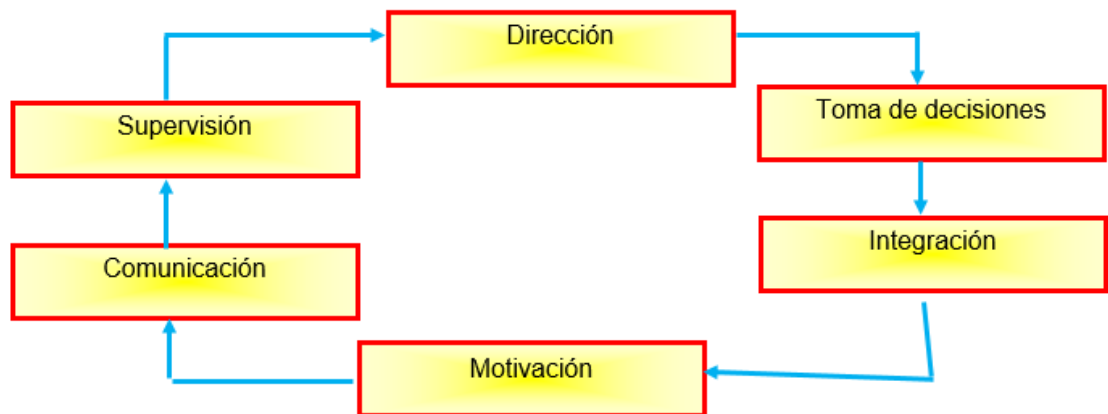 Dirección
Toma de decisiones
Integración
Motivación
Comunicación
Supervisión